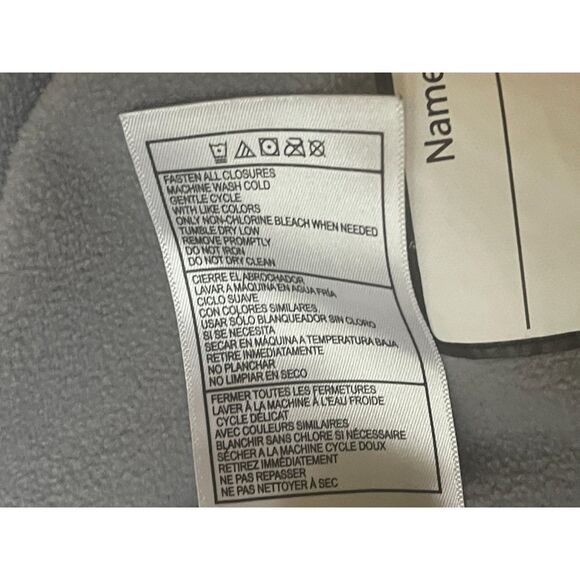 FASTEN ALL CLOSURES
MACHINE WASH COLD
GENTLE CYCLE
WITH LIKE COLORS
ONLY NON-CHLORINE BLEACH WHEN NEEDED
TUMBLE DRY LOW
REMOVE PROMPTLY
DO NOT IRON
DO NOT DRY CLEAN
CIERRE EL ABROCHADOR
LAVAR A MÁQUINA EN AGUA FRÍA
CICLO SUAVE
CON COLORES SIMILARES.
USAR SÓLO BLANQUEADOR SIN CLORO
SI SE NECESITA
SECAR EN MÁQUINA A TEMPERATURA BAJA
RETIRE INMEDIATAMENTE
NO PLANCHAR
NO LIMPIAR EN SECO
FERMER TOUTES LES FERMETURES
LAVER À LA MACHINE À L'EAU FROIDE
CYCLE DÉLICAT
AVEC COULEURS SIMILAIRES
BLANCHIR SANS CHLORE SI NÉCESSAIRE
SÉCHER A LA MACHINE CYCLE DOUX
RETIREZ IMMÉDIATEMENT
NE PAS REPASSER
NE PAS NETTOYER À SEC
Name